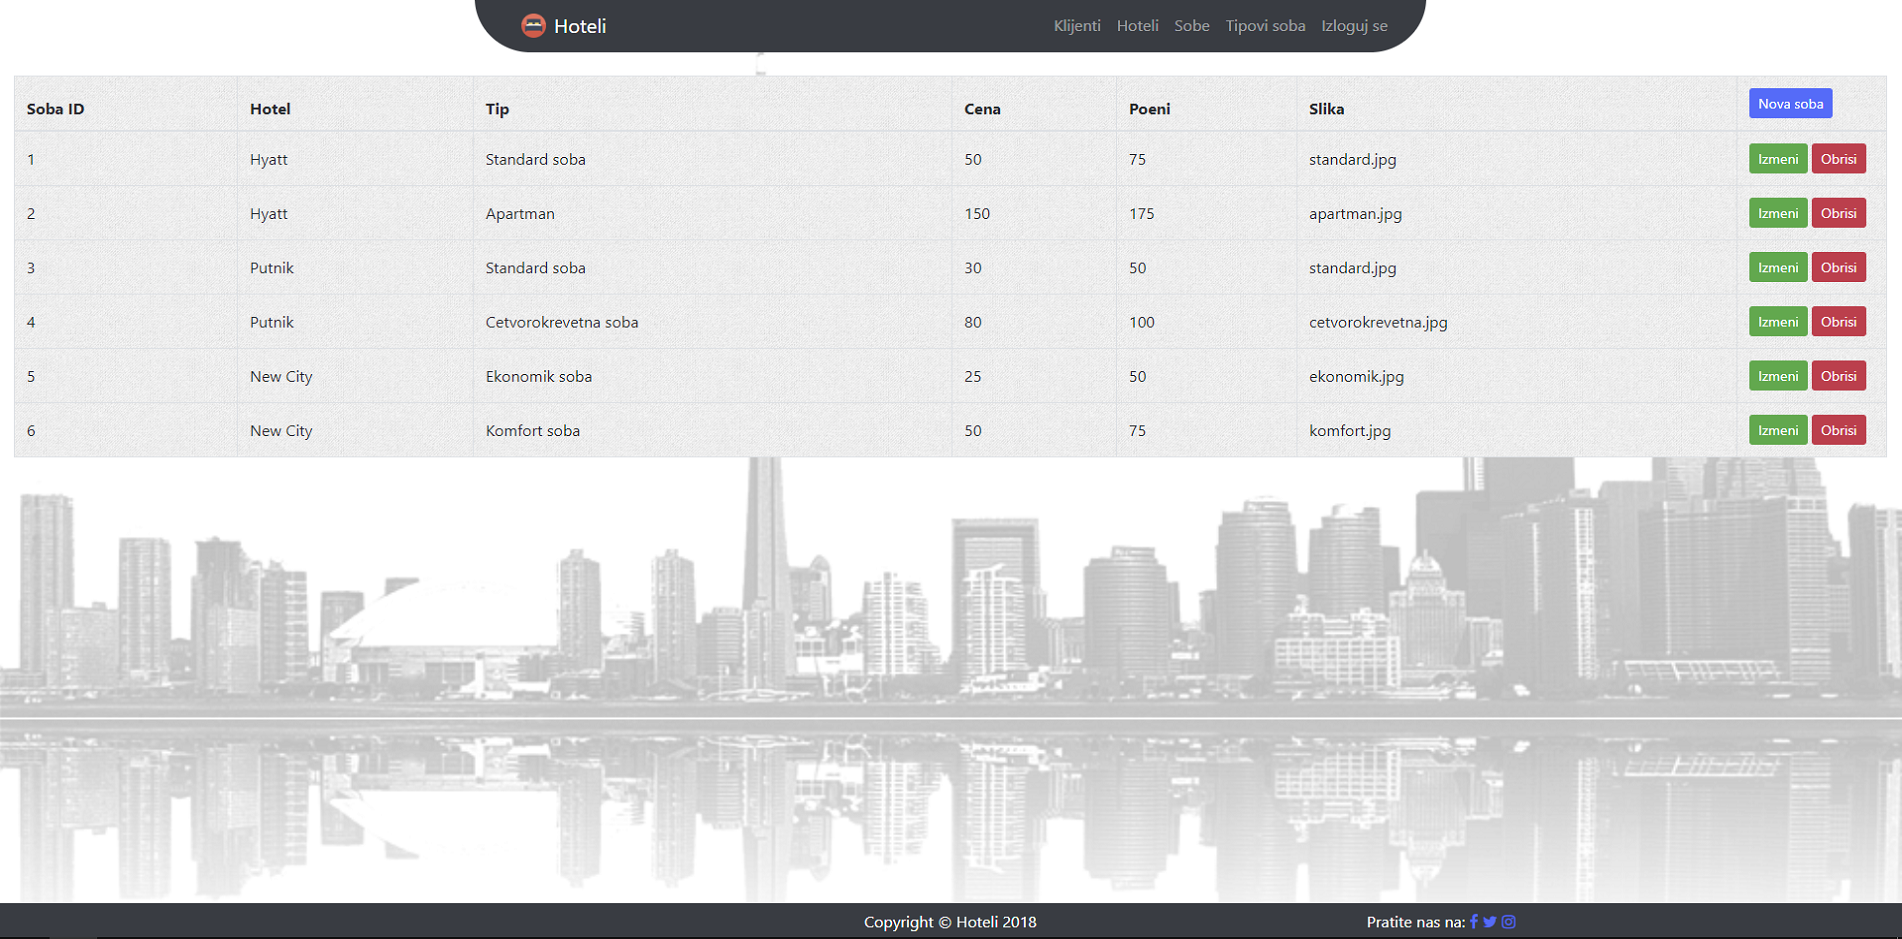 Hoteli Klijenti Hoteli Sobe Tipovi soba Izloguj se
Soba ID Hotel Tip Cena Poeni Slika Nova soba
1 Hyatt Standard soba 50 75 standard.jpg Izmeni Obrisi
2 Hyatt Apartman 150 175 apartman.jpg Izmeni Obrisi
3 Putnik Standard soba 30 50 standard.jpg Izmeni Obrisi
4 Putnik Cetvorokrevetna soba 80 100 cetvorokrevetna.jpg Izmeni Obrisi
5 New City Ekonomik soba 25 50 ekonomik.jpg Izmeni Obrisi
6 New City Komfort soba 50 75 komfort.jpg Izmeni Obrisi
Copyright © Hoteli 2018 Pratite nas na: